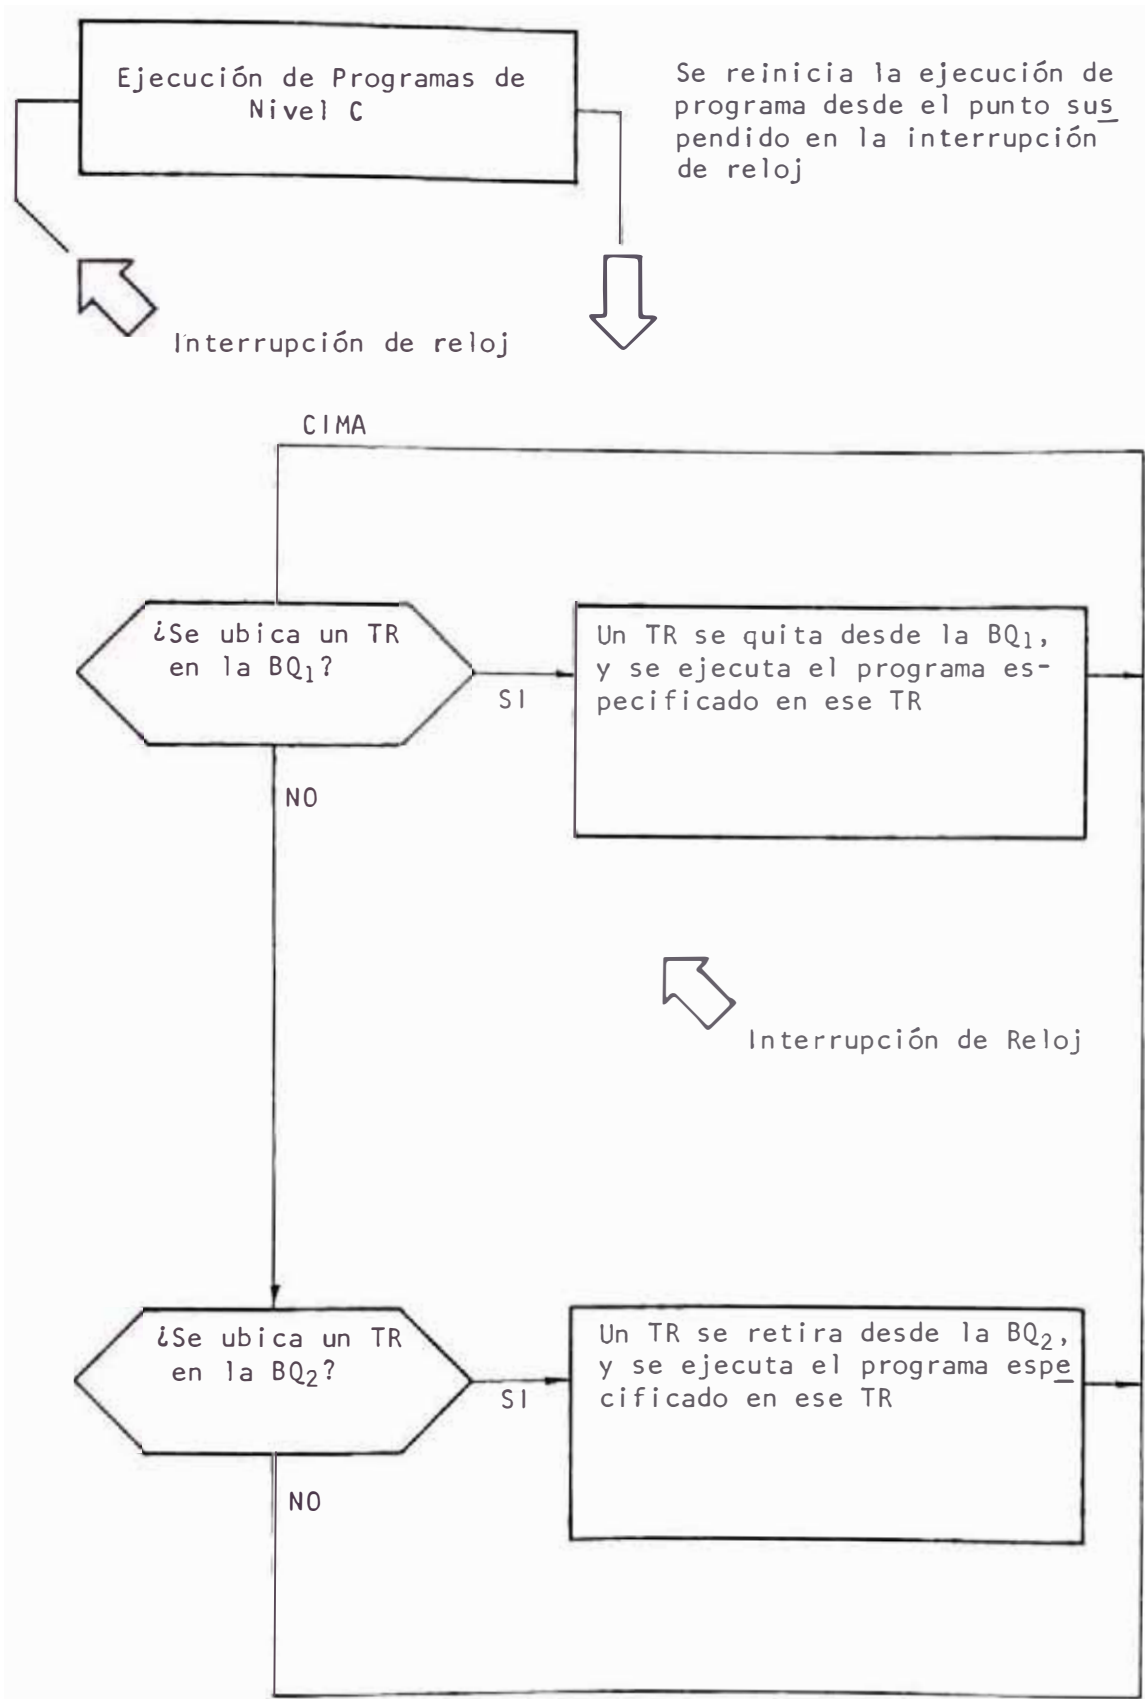 Ejecución de Programas de
Nivel C
Se reinicia la ejecución de
programa desde el punto sus
pendido en la interrupción
de reloj
Interrupción de reloj
CIMA
¿Se ubica un TR
en la BQ₁?
SI
Un TR se quita desde la BQ₁,
y se ejecuta el programa es-
pecificado en ese TR
NO
Interrupción de Reloj
¿Se ubica un TR
en la BQ₂?
SI
Un TR se retira desde la BQ₂,
y se ejecuta el programa espe
cificado en ese TR
NO